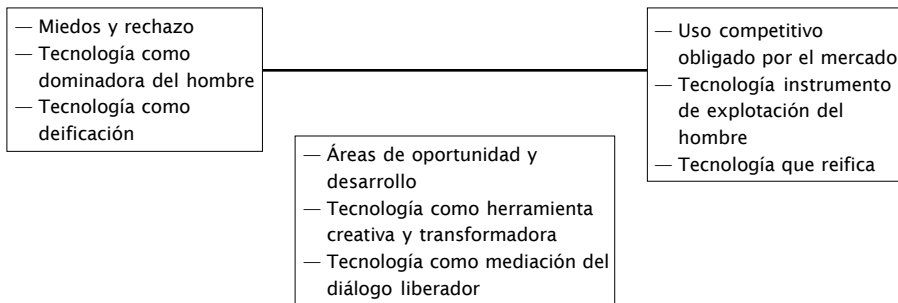 — Miedos y rechazo
— Tecnología como
dominadora del hombre
— Tecnología como
deificación
— Uso competitivo
obligado por el mercado
— Tecnología instrumento
de explotación del
hombre
— Tecnología que reifica
— Áreas de oportunidad y
desarrollo
— Tecnología como herramienta
creativa y transformadora
— Tecnología como mediación del
diálogo liberador